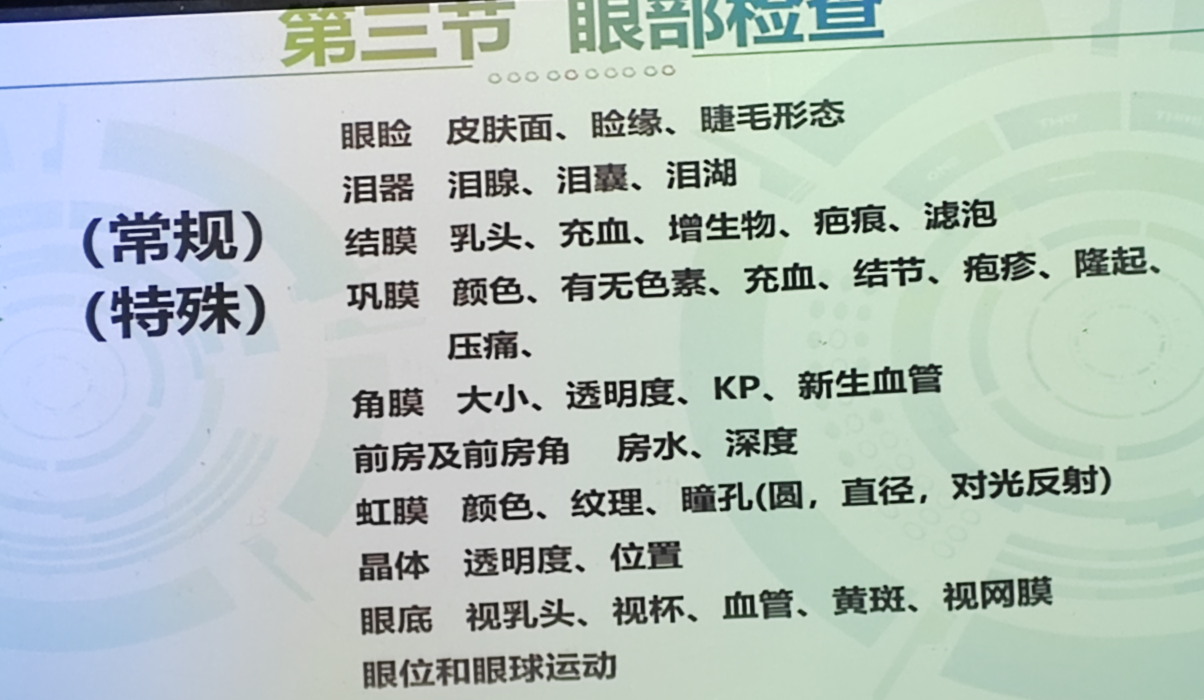 第三节 眼部检查
(常规)
(特殊)
眼睑 皮肤面、睑缘、睫毛形态
泪器 泪腺、泪囊、泪湖
结膜 乳头、充血、增生物、疤痕、滤泡
巩膜 颜色、有无色素、充血、结节、疱疹、隆起、
压痛、
角膜 大小、透明度、KP、新生血管
前房及前房角 房水、深度
虹膜 颜色、纹理、瞳孔(圆，直径，对光反射)
晶体 透明度、位置
眼底 视乳头、视杯、血管、黄斑、视网膜
眼位和眼球运动